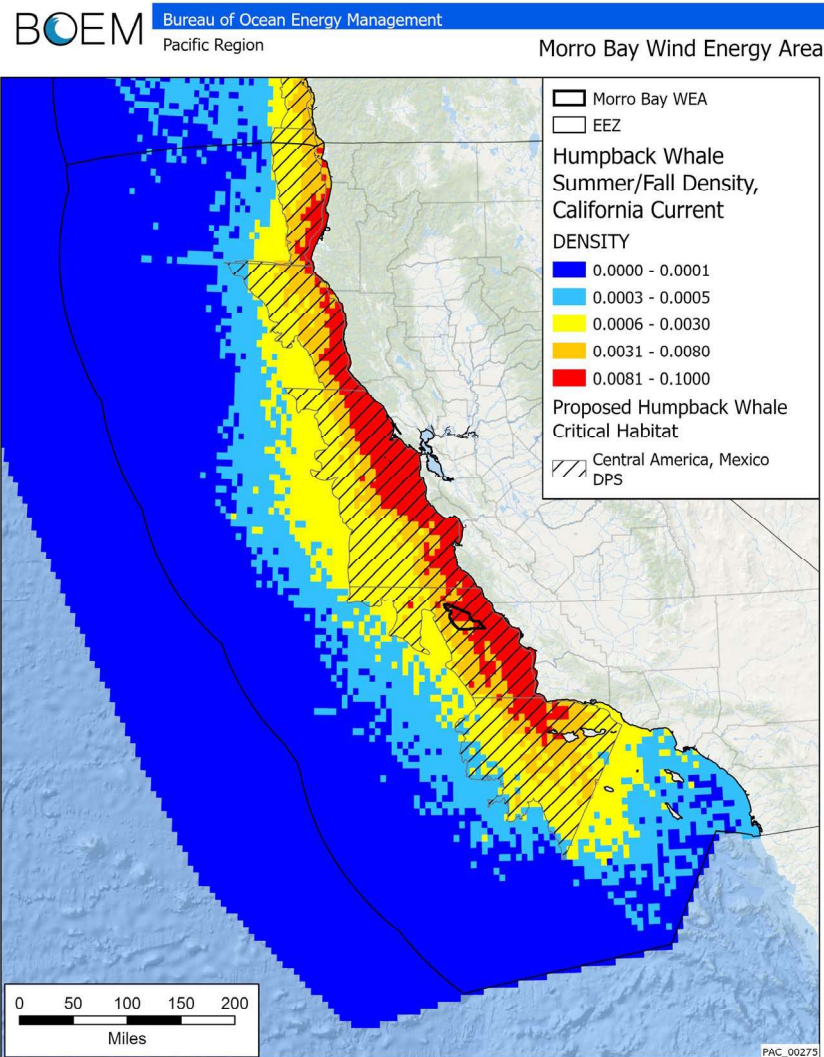 BOEM
Bureau of Ocean Energy Management
Pacific Region
Morro Bay Wind Energy Area
Morro Bay WEA
EEZ
Humpback Whale
Summer/Fall Density,
California Current
DENSITY
0.0000 - 0.0001
0.0003 - 0.0005
0.0006 - 0.0030
0.0031 - 0.0080
0.0081 - 0.1000
Proposed Humpback Whale
Critical Habitat
Central America, Mexico
DPS
0 50 100 150 200
Miles
PAC_00275